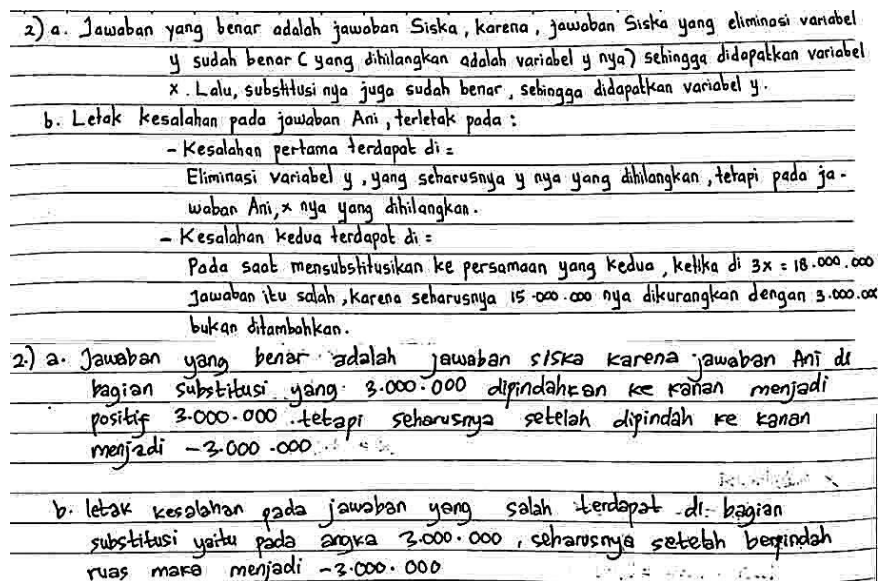 2) a. Jawaban yang benar adalah jawaban Siska, karena, jawaban Siska yang eliminasi variabel
y sudah benar ( yang dihilangkan adalah variabel y nya) sehingga didapatkan variabel
x. Lalu, substitusi nya juga sudah benar, sehingga didapatkan variabel y.
b. Letak kesalahan pada jawaban Ani, terletak pada :
- Kesalahan pertama terdapat di =
Eliminasi variabel y, yang seharusnya y nya yang dihilangkan, tetapi pada ja-
waban Ani, x nya yang dihilangkan.
- Kesalahan kedua terdapat di =
Pada saat mensubstitusikan ke persamaan yang kedua, ketika di 3x = 18.000.000
Jawaban itu salah, karena seharusnya 15.000.000 nya dikurangkan dengan 3.000.000
bukan ditambahkan.
2.) a. Jawaban yang benar adalah jawaban siska karena jawaban Ani di
bagian substitusi yang 3.000.000 dipindahkan ke kanan menjadi
positif 3.000.000 tetapi seharusnya setelah dipindah ke kanan
menjadi -3.000.000
b. letak kesalahan pada jawaban yang salah terdapat di bagian
substitusi yaitu pada angka 3.000.000, seharusnya setelah berpindah
ruas maka menjadi -3.000.000